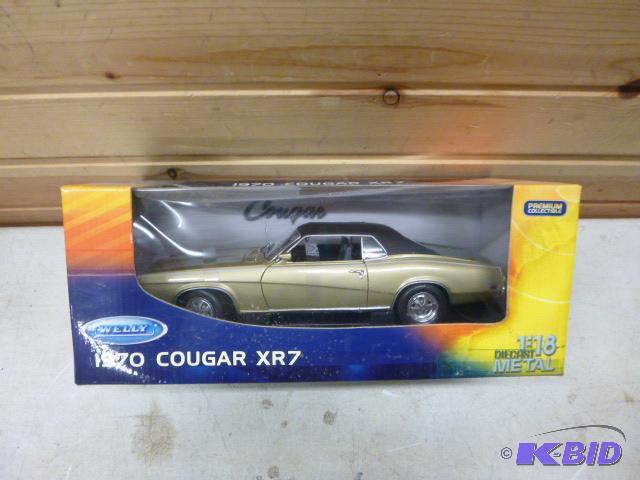 1970 COUGAR XR7
Cougar
PREMIUM
COLLECTIBLE
WELLY
1970 COUGAR XR7
1:18
DIECAST
METAL
© K-BID